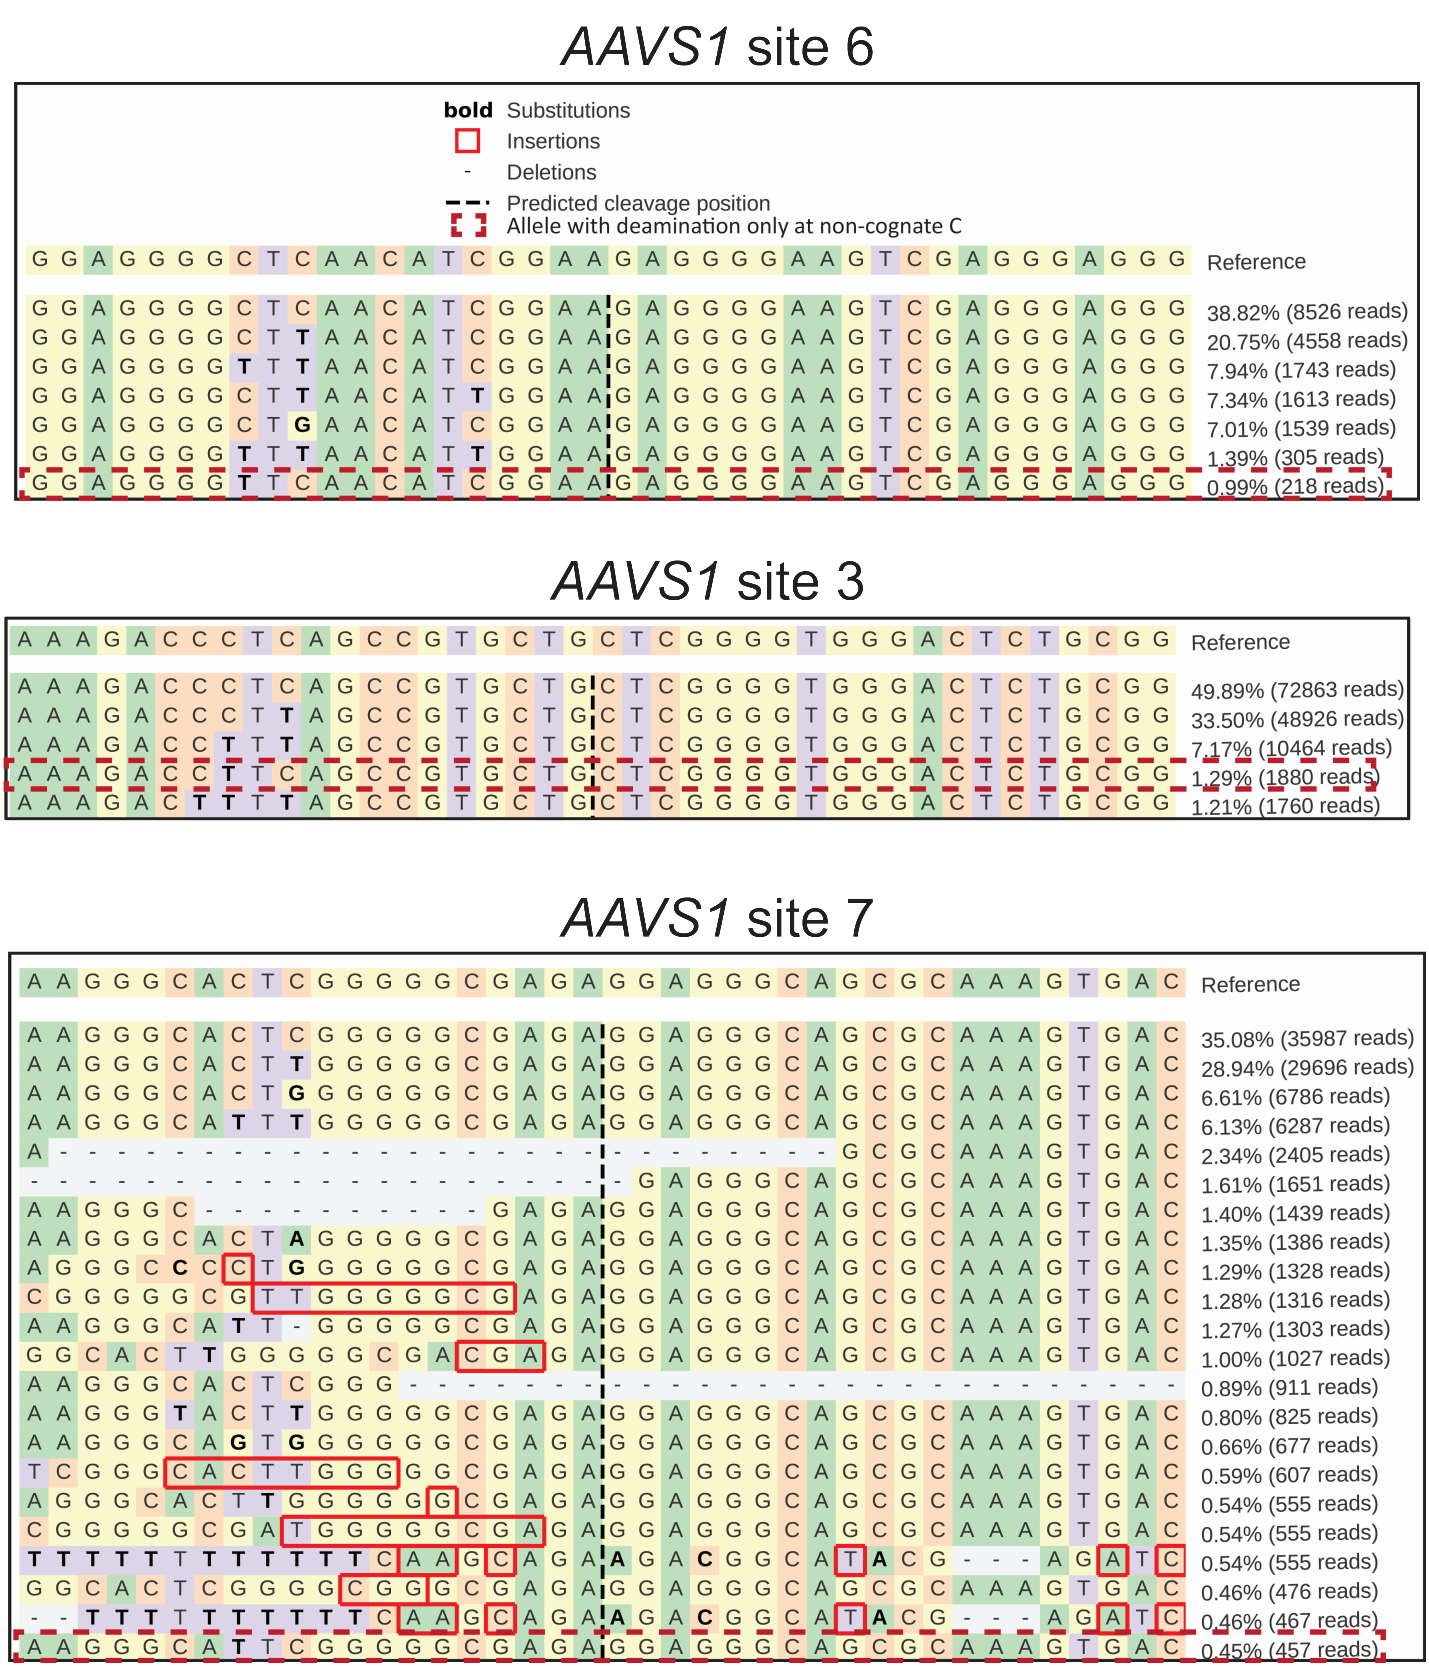 AAVS1 site 6
bold Substitutions
Insertions
- Deletions
Predicted cleavage position
Allele with deamination only at non-cognate C
G G A G G G G C T C A A C A T C G G A A G A G G G G A A G T C G A G G G A G G G Reference
G G A G G G G C T C A A C A T C G G A A G A G G G G A A G T C G A G G G A G G G 38.82% (8526 reads)
G G A G G G G C T T A A C A T C G G A A G A G G G G A A G T C G A G G G A G G G 20.75% (4558 reads)
G G A G G G G T T T A A C A T C G G A A G A G G G G A A G T C G A G G G A G G G 7.94% (1743 reads)
G G A G G G G C T T A A C A T T G G A A G A G G G G A A G T C G A G G G A G G G 7.34% (1613 reads)
G G A G G G G C T G A A C A T C G G A A G A G G G G A A G T C G A G G G A G G G 7.01% (1539 reads)
G G A G G G G T T T A A C A T T G G A A G A G G G G A A G T C G A G G G A G G G 1.39% (305 reads)
G G A G G G G T T C A A C A T C G G A A G A G G G G A A G T C G A G G G A G G G 0.99% (218 reads)
AAVS1 site 3
A A A G A C C C T C A G C C G T G C T G C T C G G G G T G G G A C T C T G C G G Reference
A A A G A C C C T C A G C C G T G C T G C T C G G G G T G G G A C T C T G C G G 49.89% (72863 reads)
A A A G A C C C T T A G C C G T G C T G C T C G G G G T G G G A C T C T G C G G 33.50% (48926 reads)
A A A G A C C T T T A G C C G T G C T G C T C G G G G T G G G A C T C T G C G G 7.17% (10464 reads)
A A A G A C C T T C A G C C G T G C T G C T C G G G G T G G G A C T C T G C G G 1.29% (1880 reads)
A A A G A C T T T T A G C C G T G C T G C T C G G G G T G G G A C T C T G C G G 1.21% (1760 reads)
AAVS1 site 7
A A G G G C A C T C G G G G G C G A G A G G A G G G C A G C G C A A A G T G A C Reference
A A G G G C A C T C G G G G G C G A G A G G A G G G C A G C G C A A A G T G A C 35.08% (35987 reads)
A A G G G C A C T T G G G G G C G A G A G G A G G G C A G C G C A A A G T G A C 28.94% (29696 reads)
A A G G G C A C T G G G G G G C G A G A G G A G G G C A G C G C A A A G T G A C 6.61% (6786 reads)
A A G G G C A T T T G G G G G C G A G A G G A G G G C A G C G C A A A G T G A C 6.13% (6287 reads)
A - - - - - - - - - - - - - - - - - - - - - - - - - - - G C G C A A A G T G A C 2.34% (2405 reads)
- - - - - - - - - - - - - - - - - - - - - G A G G G C A G C G C A A A G T G A C 1.61% (1651 reads)
A A G G G C - - - - - - - - - - G A G A G G A G G G C A G C G C A A A G T G A C 1.40% (1439 reads)
A A G G G C A C T A G G G G G C G A G A G G A G G G C A G C G C A A A G T G A C 1.35% (1386 reads)
A G G G C C C C T G G G G G G C G A G A G G A G G G C A G C G C A A A G T G A C 1.29% (1328 reads)
C G G G G G C G T T G G G G G C G A G A G G A G G G C A G C G C A A A G T G A C 1.28% (1316 reads)
A A G G G C A T T - G G G G G C G A G A G G A G G G C A G C G C A A A G T G A C 1.27% (1303 reads)
G G C A C T T G G G G G C G A C G A G A G G A G G G C A G C G C A A A G T G A C 1.00% (1027 reads)
A A G G G C A C T C G G G - - - - - - - - - - - - - - - - - - - - - - - - - - - 0.89% (911 reads)
A A G G G T A C T T G G G G G C G A G A G G A G G G C A G C G C A A A G T G A C 0.80% (825 reads)
A A G G G C A G T G G G G G G C G A G A G G A G G G C A G C G C A A A G T G A C 0.66% (677 reads)
T C G G G C A C T T G G G G G C G A G A G G A G G G C A G C G C A A A G T G A C 0.59% (607 reads)
A G G G C A C T T G G G G G G C G A G A G G A G G G C A G C G C A A A G T G A C 0.54% (555 reads)
C G G G G G C G A T G G G G G C G A G A G G A G G G C A G C G C A A A G T G A C 0.54% (555 reads)
T T T T T T T T T T T T C A A G C A G A A G A C G G C A T A C G - - - A G A T C 0.54% (555 reads)
G G C A C T C G G G G C G G G C G A G A G G A G G G C A G C G C A A A G T G A C 0.46% (476 reads)
- - T T T T T T T T T T C A A G C A G A A G A C G G C A T A C G - - - A G A T C 0.46% (467 reads)
A A G G G C A T T C G G G G G C G A G A G G A G G G C A G C G C A A A G T G A C 0.45% (457 reads)